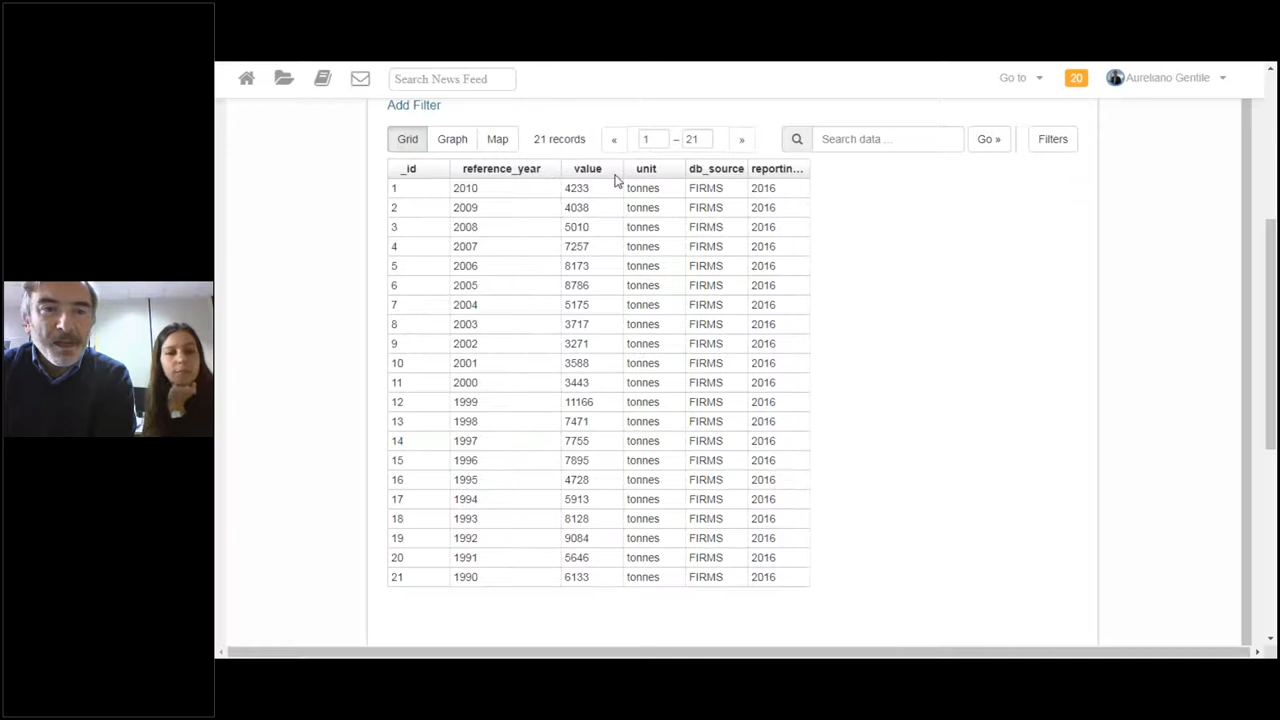 Search News Feed Go to 20 Aureliano Gentile
Add Filter
Grid Graph Map 21 records « 1 – 21 » Search data ... Go » Filters
_id reference_year value unit db_source reportin...
1 2010 4233 tonnes FIRMS 2016
2 2009 4038 tonnes FIRMS 2016
3 2008 5010 tonnes FIRMS 2016
4 2007 7257 tonnes FIRMS 2016
5 2006 8173 tonnes FIRMS 2016
6 2005 8786 tonnes FIRMS 2016
7 2004 5175 tonnes FIRMS 2016
8 2003 3717 tonnes FIRMS 2016
9 2002 3271 tonnes FIRMS 2016
10 2001 3588 tonnes FIRMS 2016
11 2000 3443 tonnes FIRMS 2016
12 1999 11166 tonnes FIRMS 2016
13 1998 7471 tonnes FIRMS 2016
14 1997 7755 tonnes FIRMS 2016
15 1996 7895 tonnes FIRMS 2016
16 1995 4728 tonnes FIRMS 2016
17 1994 5913 tonnes FIRMS 2016
18 1993 8128 tonnes FIRMS 2016
19 1992 9084 tonnes FIRMS 2016
20 1991 5646 tonnes FIRMS 2016
21 1990 6133 tonnes FIRMS 2016